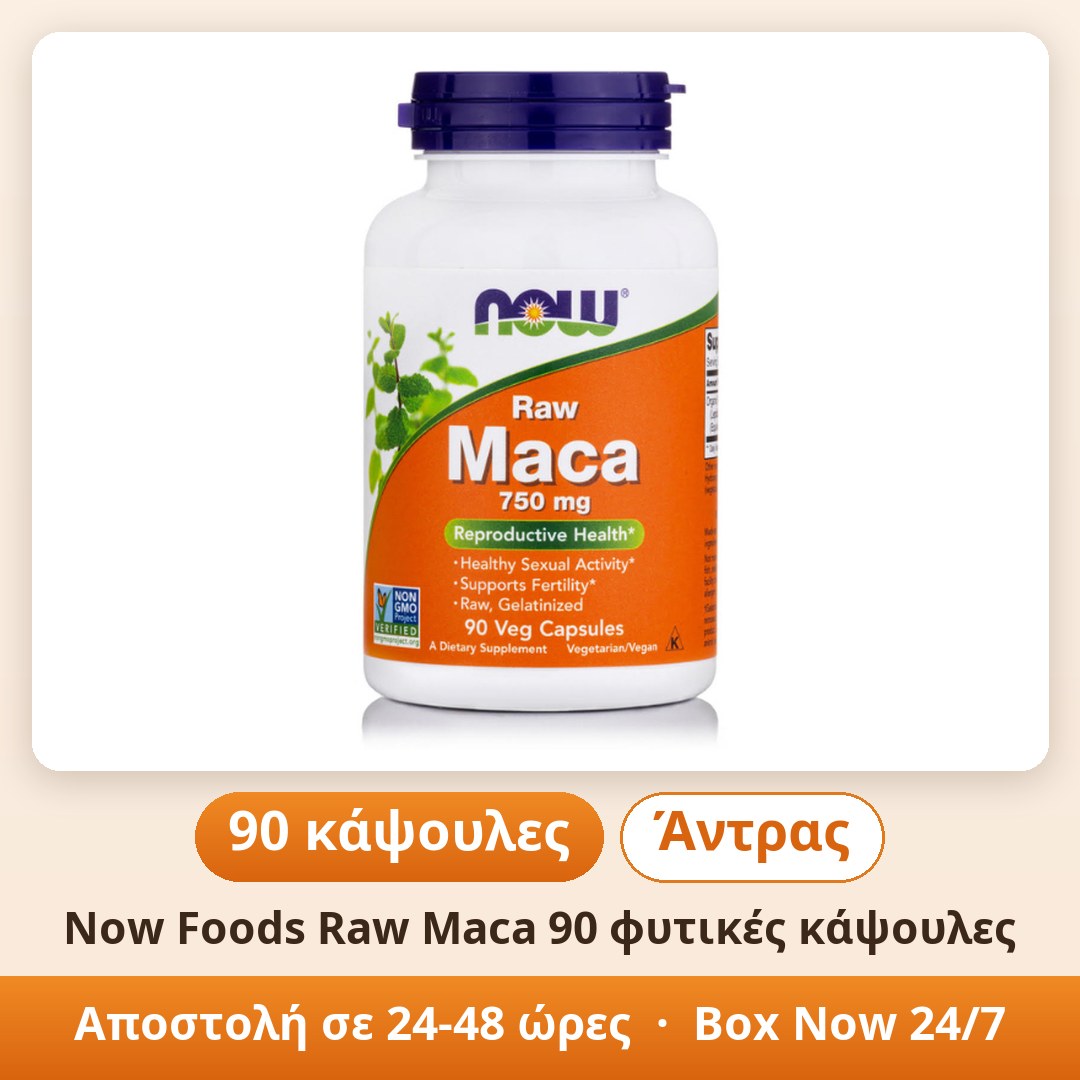 now®
Raw
Maca
750 mg
Reproductive Health*
•Healthy Sexual Activity*
•Supports Fertility*
•Raw, Gelatinized
90 Veg Capsules
A Dietary Supplement Vegetarian/Vegan
NON
GMO
Project
VERIFIED
K
90 κάψουλες
Άντρας
Now Foods Raw Maca 90 φυτικές κάψουλες
Αποστολή σε 24-48 ώρες · Box Now 24/7